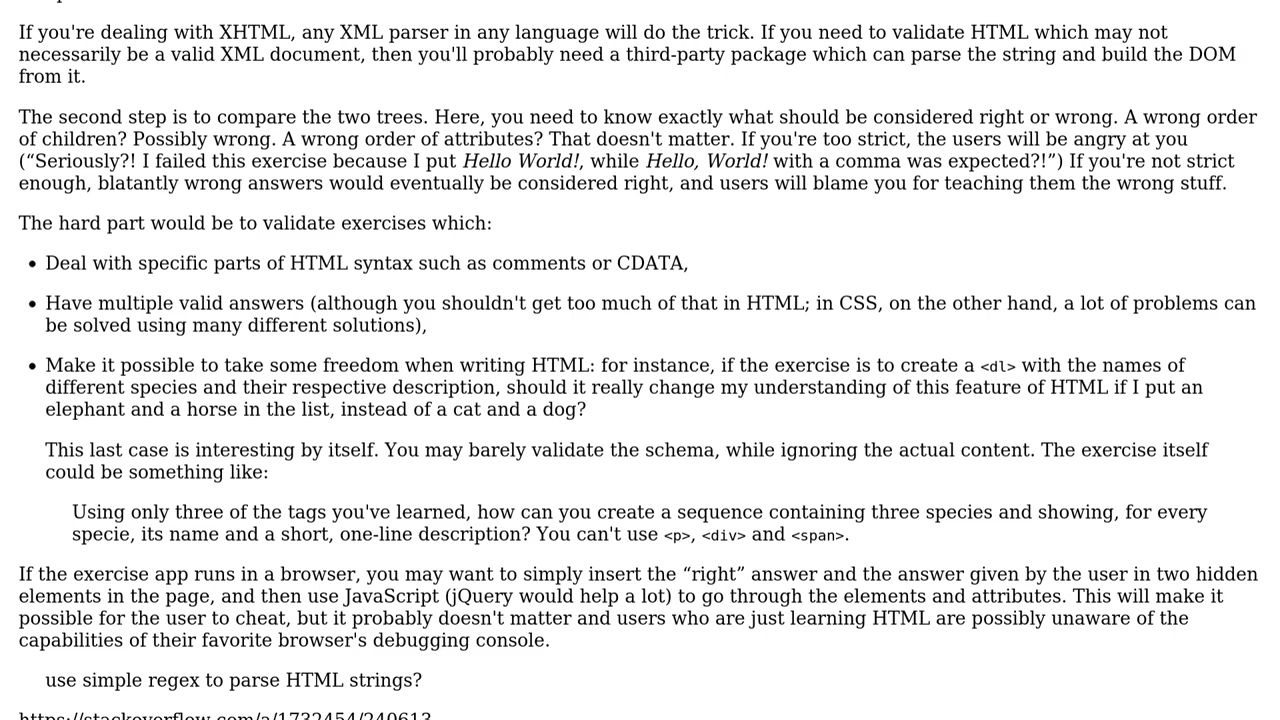 If you're dealing with XHTML, any XML parser in any language will do the trick. If you need to validate HTML which may not
necessarily be a valid XML document, then you'll probably need a third-party package which can parse the string and build the DOM
from it.
The second step is to compare the two trees. Here, you need to know exactly what should be considered right or wrong. A wrong order
of children? Possibly wrong. A wrong order of attributes? That doesn't matter. If you're too strict, the users will be angry at you
(“Seriously?! I failed this exercise because I put Hello World!, while Hello, World! with a comma was expected?!”) If you're not strict
enough, blatantly wrong answers would eventually be considered right, and users will blame you for teaching them the wrong stuff.
The hard part would be to validate exercises which:
• Deal with specific parts of HTML syntax such as comments or CDATA,
• Have multiple valid answers (although you shouldn't get too much of that in HTML; in CSS, on the other hand, a lot of problems can
be solved using many different solutions),
• Make it possible to take some freedom when writing HTML: for instance, if the exercise is to create a <dl> with the names of
different species and their respective description, should it really change my understanding of this feature of HTML if I put an
elephant and a horse in the list, instead of a cat and a dog?
This last case is interesting by itself. You may barely validate the schema, while ignoring the actual content. The exercise itself
could be something like:
Using only three of the tags you've learned, how can you create a sequence containing three species and showing, for every
specie, its name and a short, one-line description? You can't use <p>, <div> and <span>.
If the exercise app runs in a browser, you may want to simply insert the “right” answer and the answer given by the user in two hidden
elements in the page, and then use JavaScript (jQuery would help a lot) to go through the elements and attributes. This will make it
possible for the user to cheat, but it probably doesn't matter and users who are just learning HTML are possibly unaware of the
capabilities of their favorite browser's debugging console.
use simple regex to parse HTML strings?
https://stackoverflow.com/a/1732454/240613